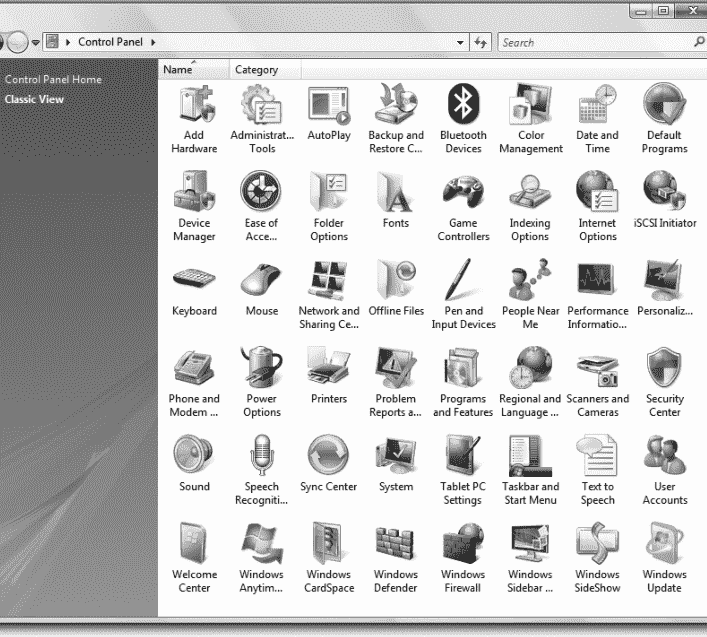 Control Panel
Search
Control Panel Home
Classic View
Name Category
Add Hardware
Administrat... Tools
AutoPlay
Backup and Restore C...
Bluetooth Devices
Color Management
Date and Time
Default Programs
Device Manager
Ease of Acce...
Folder Options
Fonts
Game Controllers
Indexing Options
Internet Options
iSCSI Initiator
Keyboard
Mouse
Network and Sharing Ce...
Offline Files
Pen and Input Devices
People Near Me
Performance Informatio...
Personaliz...
Phone and Modem ...
Power Options
Printers
Problem Reports a...
Programs and Features
Regional and Language ...
Scanners and Cameras
Security Center
Sound
Speech Recogniti...
Sync Center
System
Tablet PC Settings
Taskbar and Start Menu
Text to Speech
User Accounts
Welcome Center
Windows Anytim...
Windows CardSpace
Windows Defender
Windows Firewall
Windows Sidebar ...
Windows SideShow
Windows Update